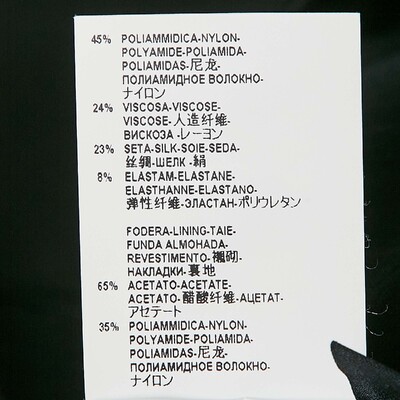 45% POLIAMMIDICA-NYLON-
POLYAMIDE-POLIAMIDA-
POLIAMIDAS-尼龙-
ПОЛИАМИДНОЕ ВОЛОКНО-
ナイロン
24% VISCOSA-VISCOSE-
VISCOSE-人造纤维-
ВИСКОЗА-レーヨン
23% SETA-SILK-SOIE-SEDA-
丝绸-ШЕЛК-絹
8% ELASTAM-ELASTANE-
ELASTHANNE-ELASTANO-
弹性纤维-ЭЛАСТАН-ポリウレタン
FODERA-LINING-TAIE-
FUNDA ALMOHADA-
REVESTIMENTO-襯砌-
НАКЛАДКИ-裏地
65% ACETATO-ACETATE-
ACETATO-醋酸纤维-АЦЕТАТ-
アセテート
35% POLIAMMIDICA-NYLON-
POLYAMIDE-POLIAMIDA-
POLIAMIDAS-尼龙-
ПОЛИАМИДНОЕ ВОЛОКНО-
ナイロン